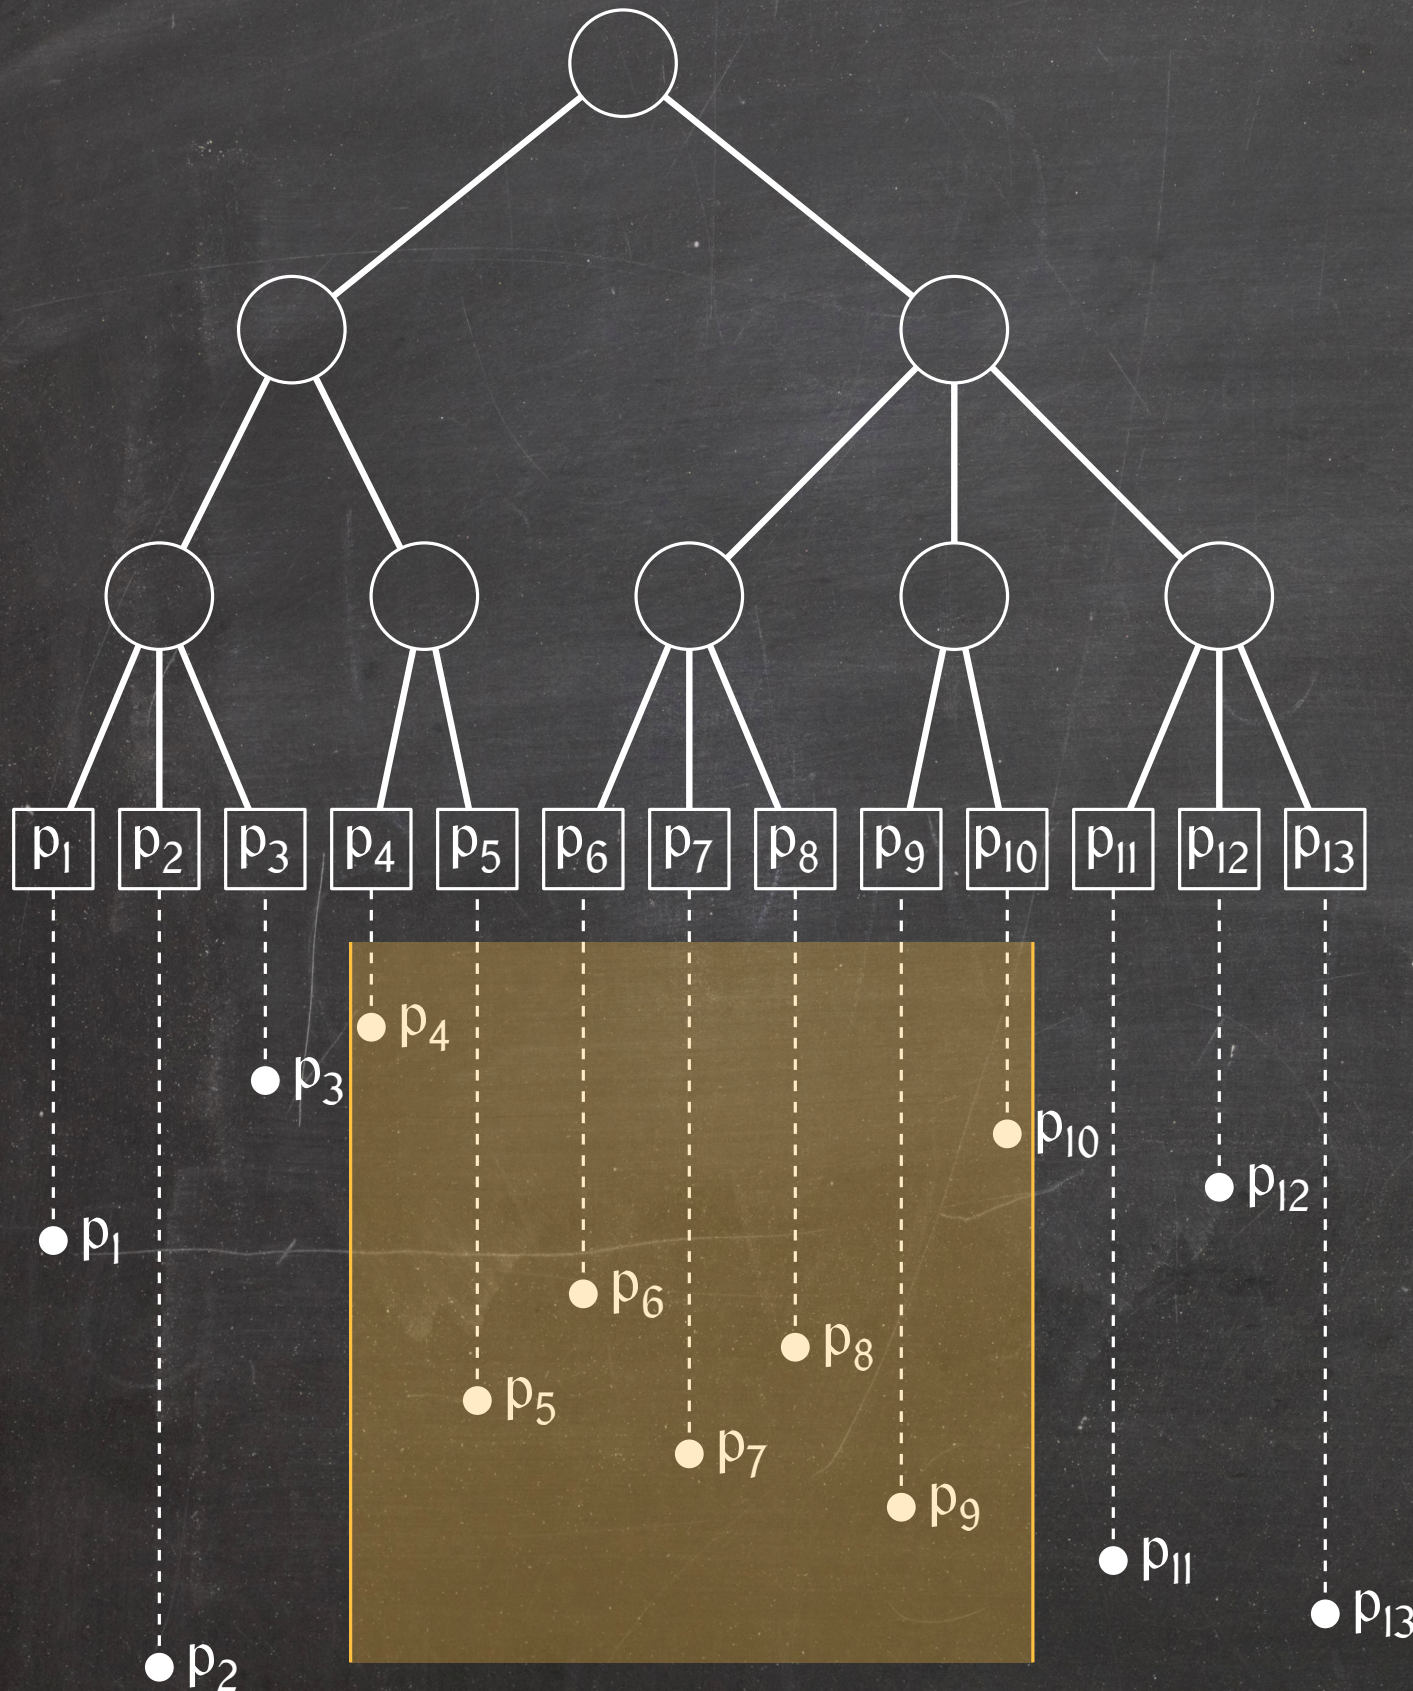 p₁ p₂ p₃ p₄ p₅ p₆ p₇ p₈ p₉ p₁₀ p₁₁ p₁₂ p₁₃
p₄
p₃
p₁₀
p₁₂
p₁
p₆
p₈
p₅
p₇
p₉
p₁₁
p₁₃
p₂